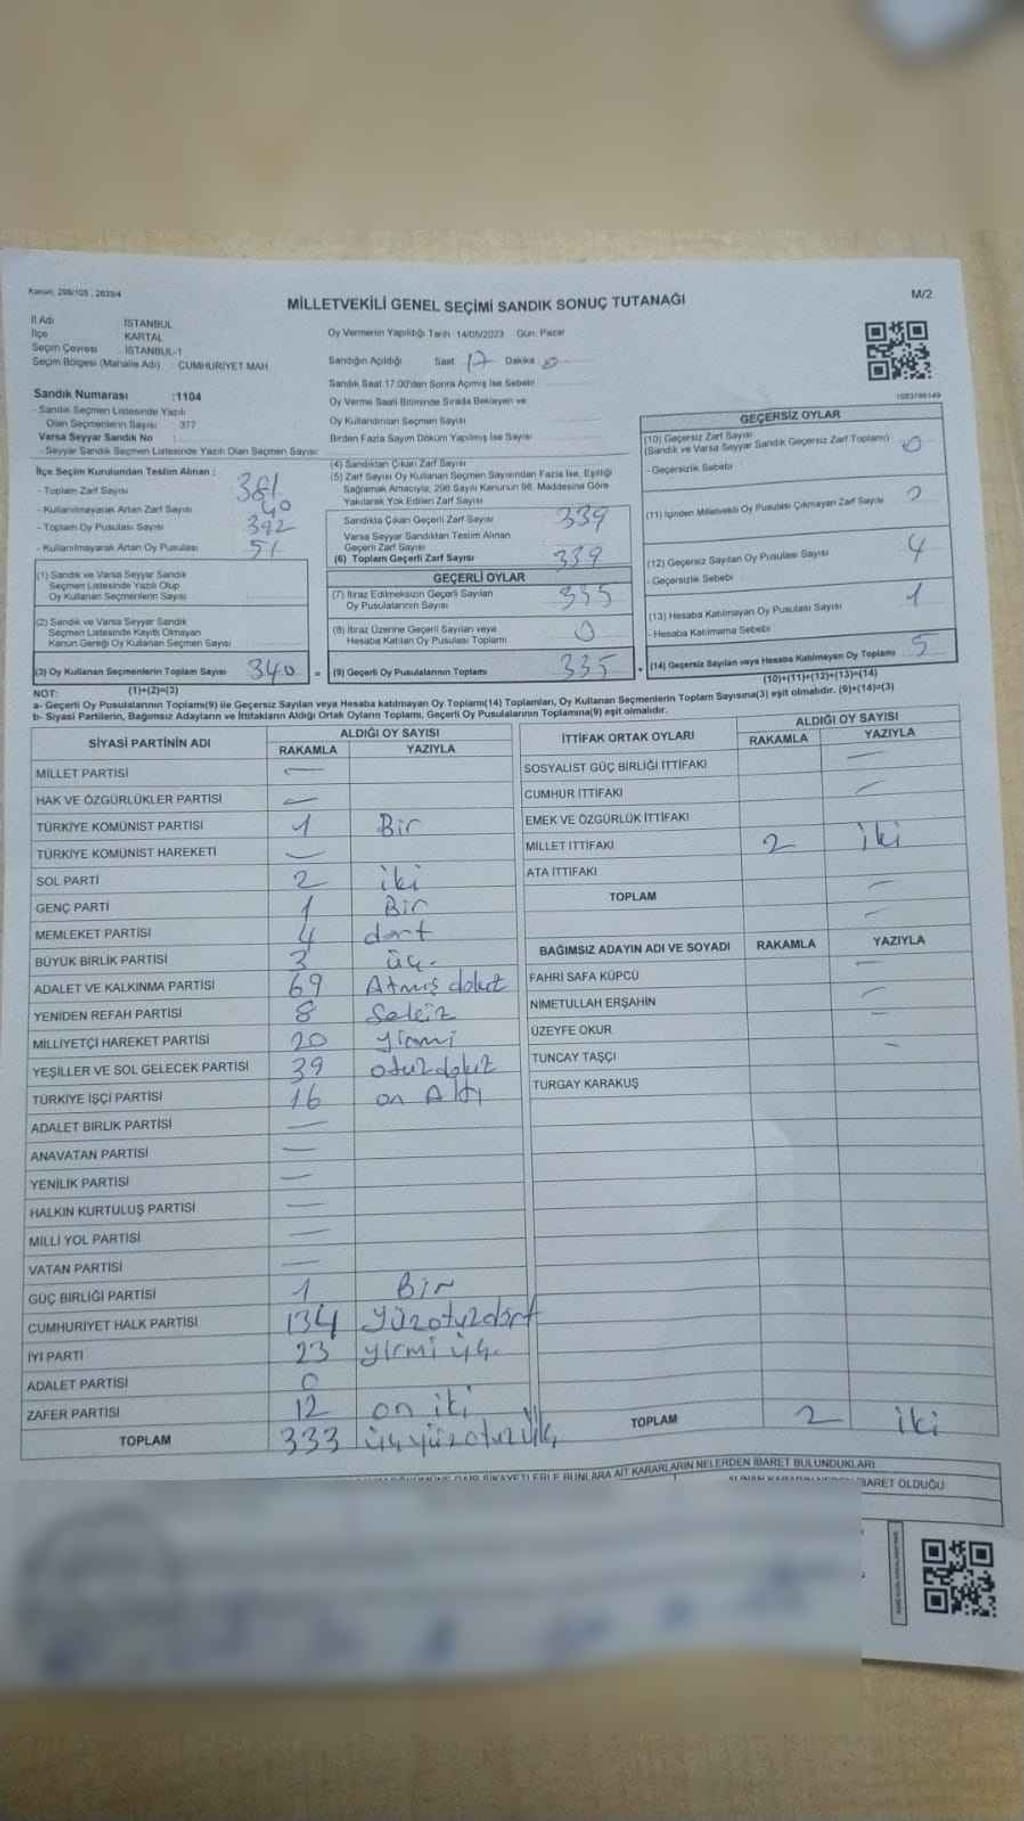 Kanun: 298/105 , 2839/4
M/2
MİLLETVEKİLİ GENEL SEÇİMİ SANDIK SONUÇ TUTANAĞI
İl Adı İSTANBUL
İlçe KARTAL
Seçim Çevresi İSTANBUL-1
Seçim Bölgesi (Mahalle Adı) CUMHURİYET MAH
Oy Vermenin Yapıldığı Tarih 14/05/2023 Gün: Pazar
Sandığın Açıldığı Saat 17 Dakika 0
Sandık Saat 17.00'den Sonra Açılmış İse Sebebi
Oy Verme Saati Bitiminde Sırada Bekleyen ve
Oy Kullandırılan Seçmen Sayısı
Birden Fazla Sayım Döküm Yapılmış İse Sayısı
Sandık Numarası :1104
- Sandık Seçmen Listesinde Yazılı
Olan Seçmenlerin Sayısı 377
Varsa Seyyar Sandık No
- Seyyar Sandık Seçmen Listesinde Yazılı Olan Seçmen Sayısı:
İlçe Seçim Kurulundan Teslim Alınan :
- Toplam Zarf Sayısı 381
- Kullanılmayarak Artan Zarf Sayısı 40
- Toplam Oy Pusulası Sayısı 392
- Kullanılmayarak Artan Oy Pusulası 51
(1) Sandık ve Varsa Seyyar Sandık
Seçmen Listesinde Yazılı Olup
Oy Kullanan Seçmenlerin Sayısı
(2) Sandık ve Varsa Seyyar Sandık
Seçmen Listesinde Kayıtlı Olmayan
Kanun Gereği Oy Kullanan Seçmen Sayısı
(3) Oy Kullanan Seçmenlerin Toplam Sayısı 340 =
(4) Sandıktan Çıkan Zarf Sayısı
(5) Zarf Sayısı Oy Kullanan Seçmen Sayısından Fazla İse, Eşitliği
Sağlamak Amacıyla, 298 Sayılı Kanunun 98. Maddesine Göre
Yakılarak Yok Edilen Zarf Sayısı
Sandıkta Çıkan Geçerli Zarf Sayısı 339
Varsa Seyyar Sandıktan Teslim Alınan
Geçerli Zarf Sayısı
(6) Toplam Geçerli Zarf Sayısı 339
GEÇERLİ OYLAR
(7) İtiraz Edilmeksizin Geçerli Sayılan
Oy Pusulalarının Sayısı 335
(8) İtiraz Üzerine Geçerli Sayılan veya
Hesaba Katılan Oy Pusulası Toplamı 0
(9) Geçerli Oy Pusulalarının Toplamı 335 +
GEÇERSİZ OYLAR
(10) Geçersiz Zarf Sayısı
(Sandık ve Varsa Seyyar Sandık Geçersiz Zarf Toplamı) 0
- Geçersizlik Sebebi
(11) İçinden Milletvekili Oy Pusulası Çıkmayan Zarf Sayısı
(12) Geçersiz Sayılan Oy Pusulası Sayısı 4
- Geçersizlik Sebebi
(13) Hesaba Katılmayan Oy Pusulası Sayısı 1
- Hesaba Katılmama Sebebi
(14) Geçersiz Sayılan veya Hesaba Katılmayan Oy Toplamı 5
NOT: (1)+(2)=(3)
(10)+(11)+(12)+(13)=(14)
a- Geçerli Oy Pusulalarının Toplamı(9) ile Geçersiz Sayılan veya Hesaba katılmayan Oy Toplamı(14) Toplamları, Oy Kullanan Seçmenlerin Toplam Sayısına(3) eşit olmalıdır. (9)+(14)=(3)
b- Siyasi Partilerin, Bağımsız Adayların ve İttifakların Aldığı Ortak Oyların Toplamı, Geçerli Oy Pusulalarının Toplamına(9) eşit olmalıdır.
SİYASİ PARTİNİN ADI ALDIĞI OY SAYISI
RAKAMLA YAZIYLA
MİLLET PARTİSİ —
HAK VE ÖZGÜRLÜKLER PARTİSİ —
TÜRKİYE KOMÜNİST PARTİSİ 1 Bir
TÜRKİYE KOMÜNİST HAREKETİ —
SOL PARTİ 2 iki
GENÇ PARTİ 1 Bir
MEMLEKET PARTİSİ 4 dört
BÜYÜK BİRLİK PARTİSİ 3 üç.
ADALET VE KALKINMA PARTİSİ 69 Atmış dokuz
YENİDEN REFAH PARTİSİ 8 Sekiz
MİLLİYETÇİ HAREKET PARTİSİ 20 yirmi
YEŞİLLER VE SOL GELECEK PARTİSİ 39 otuzdokuz
TÜRKİYE İŞÇİ PARTİSİ 16 on Altı
ADALET BİRLİK PARTİSİ —
ANAVATAN PARTİSİ —
YENİLİK PARTİSİ —
HALKIN KURTULUŞ PARTİSİ —
MİLLİ YOL PARTİSİ —
VATAN PARTİSİ —
GÜÇ BİRLİĞİ PARTİSİ 1 Bir
CUMHURİYET HALK PARTİSİ 134 yüzotuzdört
İYİ PARTİ 23 yirmi üç.
ADALET PARTİSİ 0
ZAFER PARTİSİ 12 on iki
TOPLAM 333 üçyüzotuzüç
İTTİFAK ORTAK OYLARI ALDIĞI OY SAYISI
RAKAMLA YAZIYLA
SOSYALİST GÜÇ BİRLİĞİ İTTİFAKI —
CUMHUR İTTİFAKI —
EMEK VE ÖZGÜRLÜK İTTİFAKI
MİLLET İTTİFAKI 2 iki
ATA İTTİFAKI —
TOPLAM —
BAĞIMSIZ ADAYIN ADI VE SOYADI RAKAMLA YAZIYLA
FAHRİ SAFA KÜPCÜ —
NİMETULLAH ERŞAHİN —
ÜZEYFE OKUR —
TUNCAY TAŞÇI —
TURGAY KARAKUŞ
TOPLAM 2 iki
ŞİKAYETLERLE BUNLARA AİT KARARLARIN NELERDEN İBARET BULUNDUKLARI
İBARET OLDUĞU